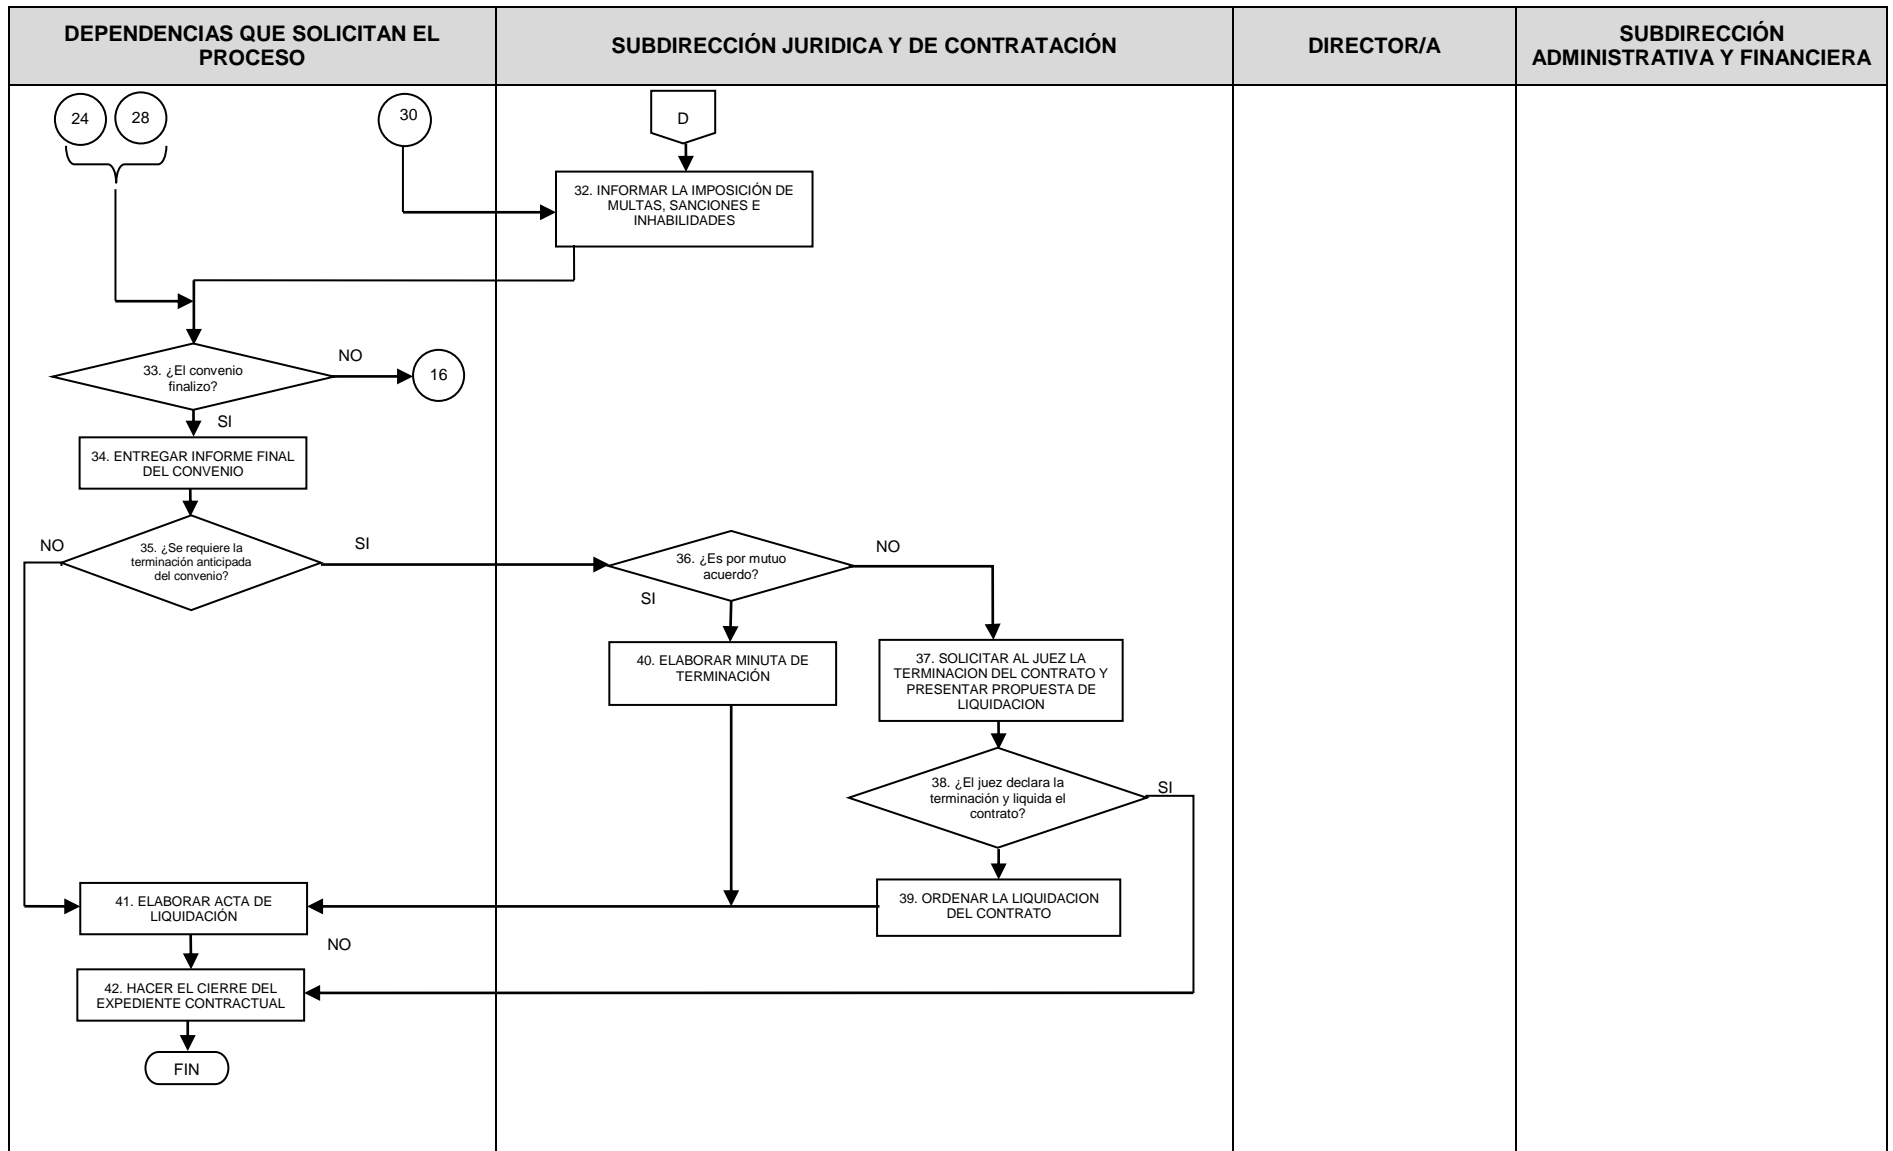 DEPENDENCIAS QUE SOLICITAN EL
PROCESO
SUBDIRECCIÓN JURIDICA Y DE CONTRATACIÓN
DIRECTOR/A
SUBDIRECCIÓN
ADMINISTRATIVA Y FINANCIERA
24
28
30
D
32. INFORMAR LA IMPOSICIÓN DE
MULTAS, SANCIONES E
INHABILIDADES
33. ¿El convenio
finalizo?
NO
16
SI
34. ENTREGAR INFORME FINAL
DEL CONVENIO
NO
35. ¿Se requiere la
terminación anticipada
del convenio?
SI
36. ¿Es por mutuo
acuerdo?
NO
SI
40. ELABORAR MINUTA DE
TERMINACIÓN
37. SOLICITAR AL JUEZ LA
TERMINACION DEL CONTRATO Y
PRESENTAR PROPUESTA DE
LIQUIDACION
38. ¿El juez declara la
terminación y liquida el
contrato?
SI
41. ELABORAR ACTA DE
LIQUIDACIÓN
39. ORDENAR LA LIQUIDACION
DEL CONTRATO
NO
42. HACER EL CIERRE DEL
EXPEDIENTE CONTRACTUAL
FIN